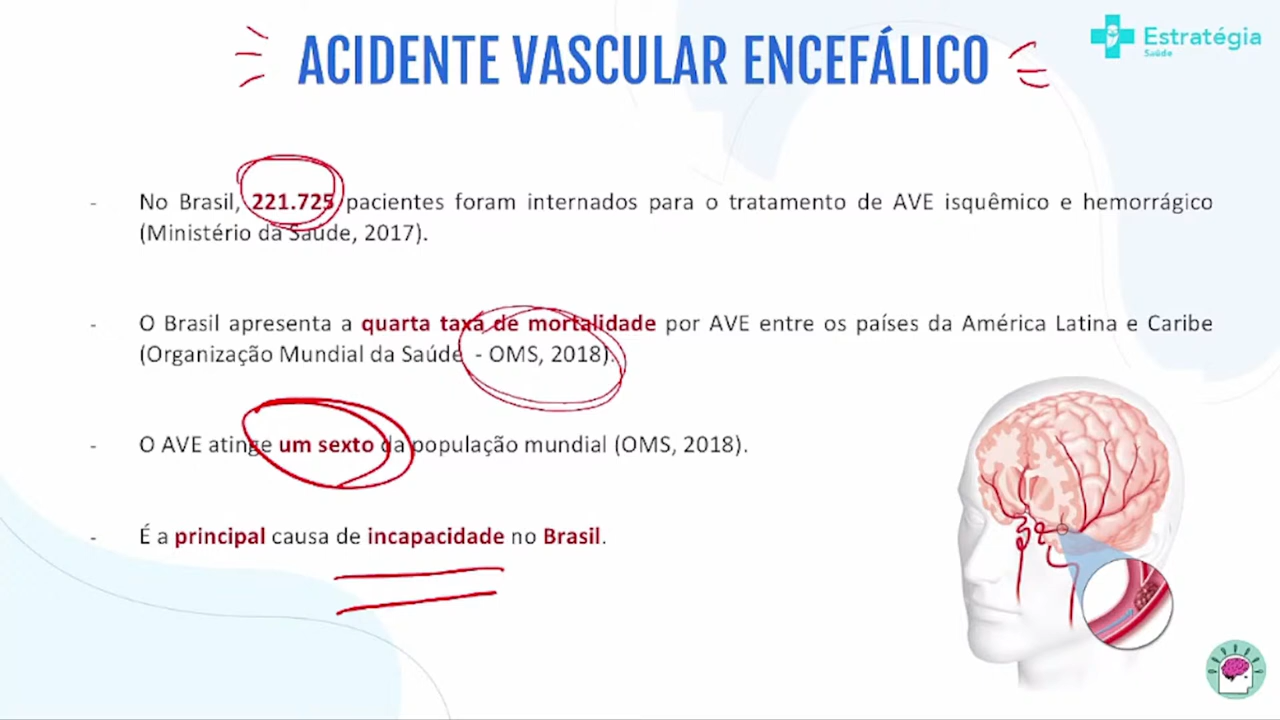 ACIDENTE VASCULAR ENCEFÁLICO
Estratégia
Saúde
- No Brasil, 221.725 pacientes foram internados para o tratamento de AVE isquêmico e hemorrágico
(Ministério da Saúde, 2017).
- O Brasil apresenta a quarta taxa de mortalidade por AVE entre os países da América Latina e Caribe
(Organização Mundial da Saúde - OMS, 2018).
- O AVE atinge um sexto da população mundial (OMS, 2018).
- É a principal causa de incapacidade no Brasil.